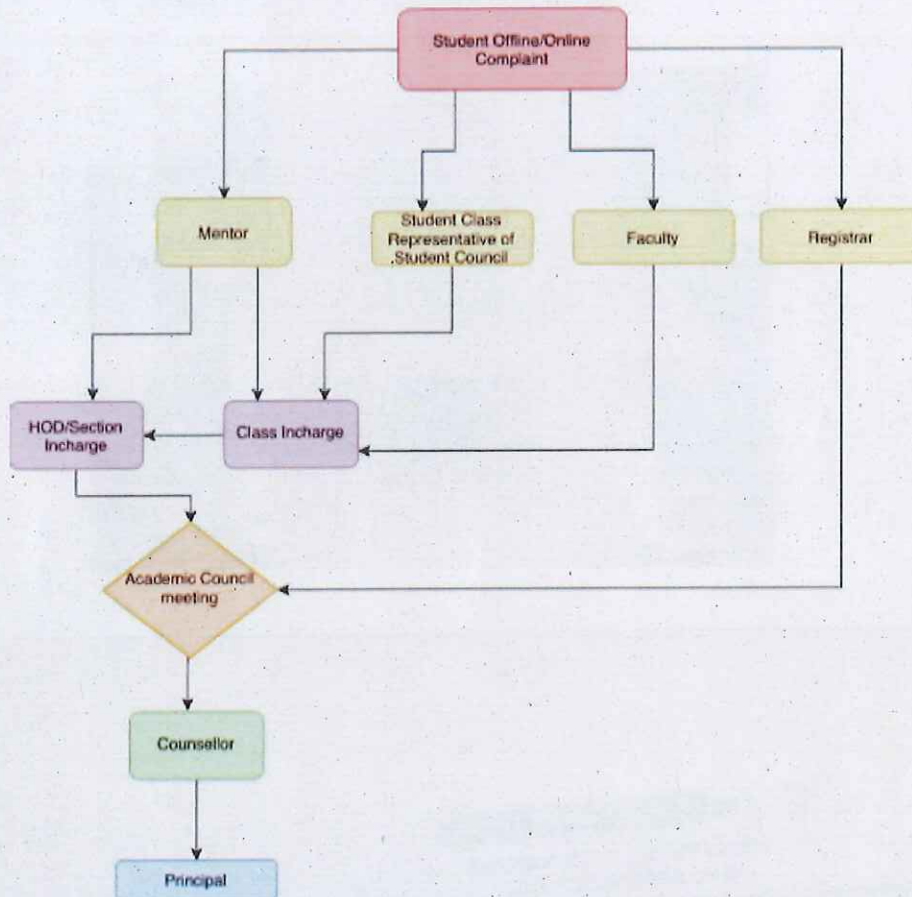 Student Offline/Online
Complaint
Mentor
Student Class
Representative of
Student Council
Faculty
Registrar
HOD/Section
Incharge
Class Incharge
Academic Council
meeting
Counsellor
Principal